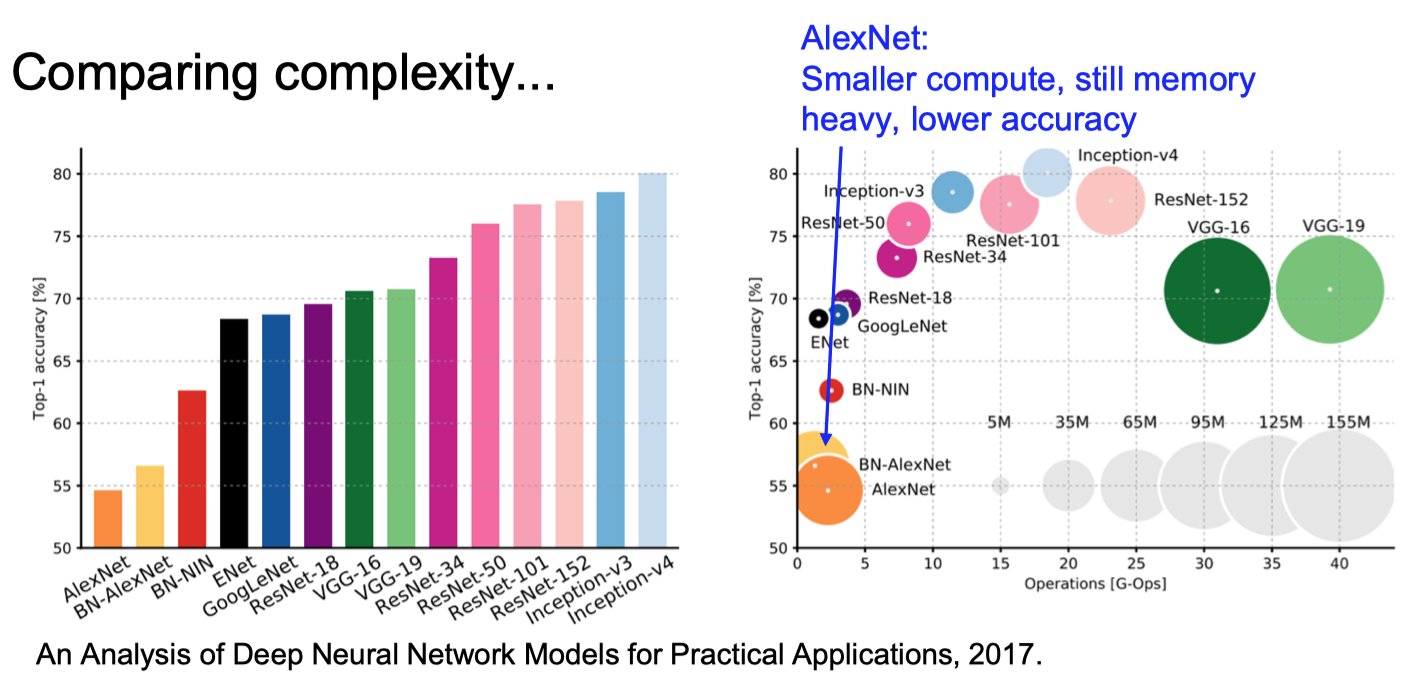 Comparing complexity...
AlexNet:
Smaller compute, still memory
heavy, lower accuracy
Top-1 accuracy [%]
80
75
70
65
60
55
50
AlexNet
BN-AlexNet
BN-NIN
ENet
GoogLeNet
ResNet-18
VGG-16
VGG-19
ResNet-34
ResNet-50
ResNet-101
ResNet-152
Inception-v3
Inception-v4
Top-1 accuracy [%]
80
75
70
65
60
55
50
Inception-v4
Inception-v3
ResNet-152
ResNet-50
VGG-16
VGG-19
ResNet-101
ResNet-34
ResNet-18
GoogLeNet
ENet
BN-NIN
5M
35M
65M
95M
125M
155M
BN-AlexNet
AlexNet
0
5
10
15
20
25
30
35
40
Operations [G-Ops]
An Analysis of Deep Neural Network Models for Practical Applications, 2017.